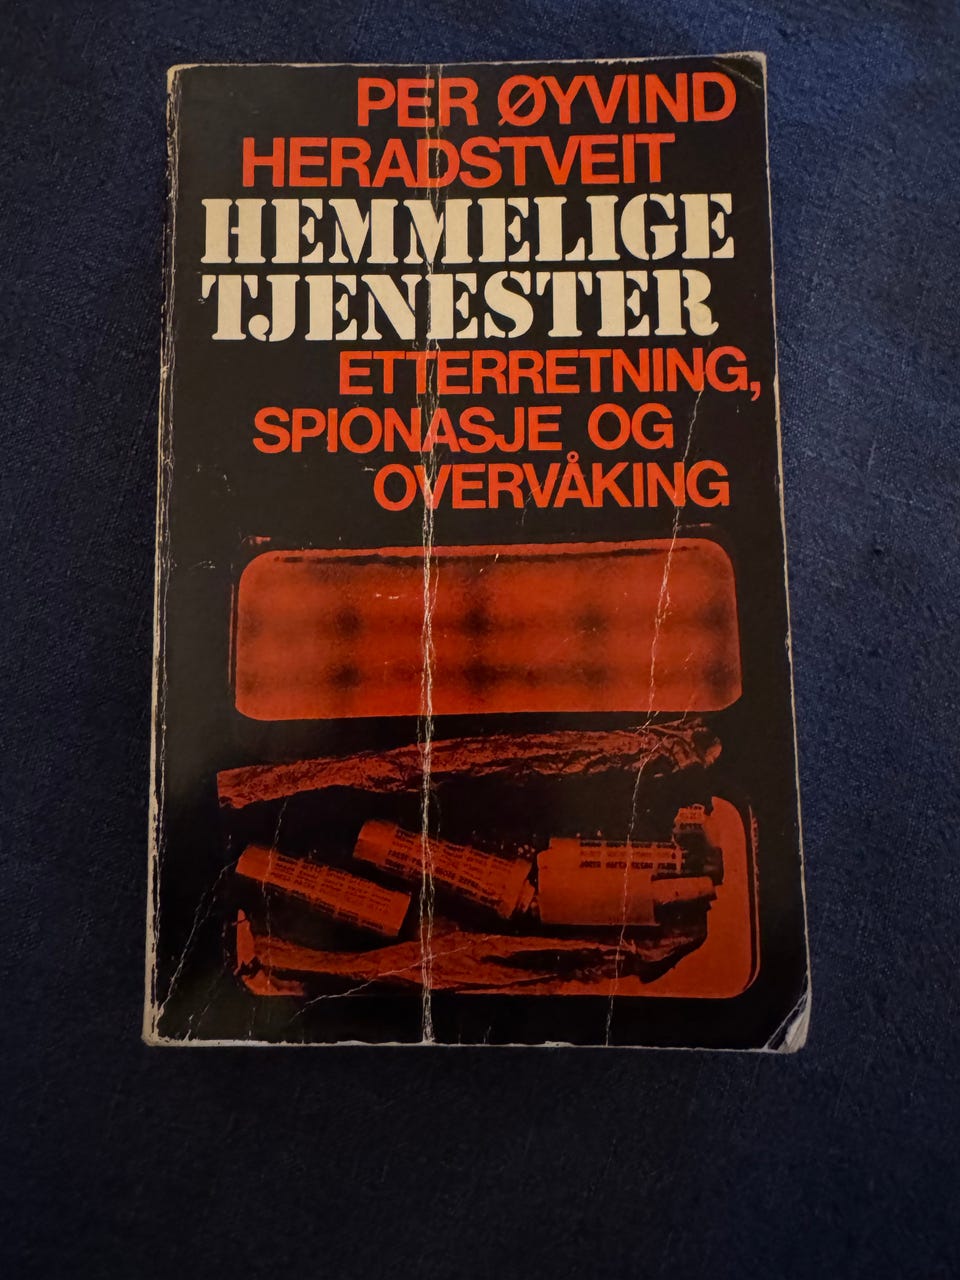 PER ØYVIND
HERADSTVEIT
HEMMELIGE
TJENESTER
ETTERRETNING,
SPIONASJE OG
OVERVÅKING